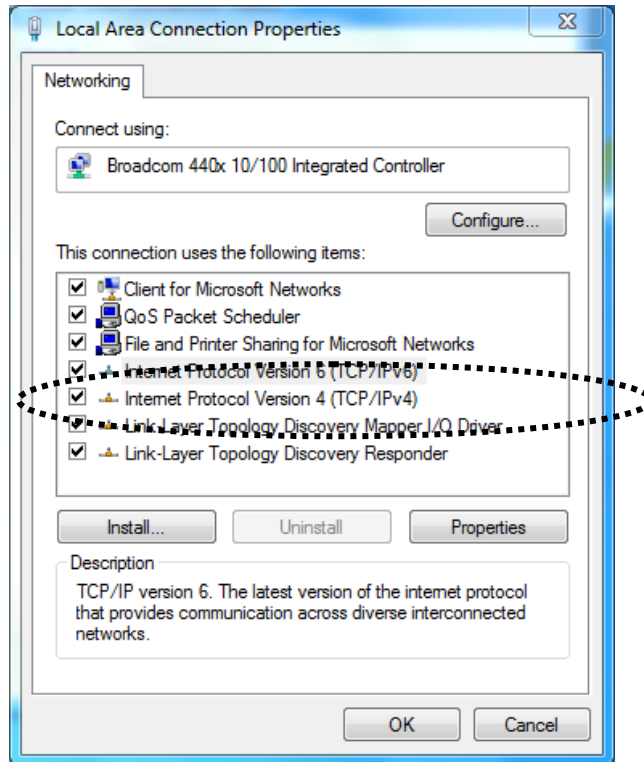 Local Area Connection Properties
Networking
Connect using:
Broadcom 440x 10/100 Integrated Controller
Configure...
This connection uses the following items:
Client for Microsoft Networks
QoS Packet Scheduler
File and Printer Sharing for Microsoft Networks
Internet Protocol Version 6 (TCP/IPv6)
Internet Protocol Version 4 (TCP/IPv4)
Link-Layer Topology Discovery Mapper I/O Driver
Link-Layer Topology Discovery Responder
Install...
Uninstall
Properties
Description
TCP/IP version 6. The latest version of the internet protocol
that provides communication across diverse interconnected
networks.
OK
Cancel